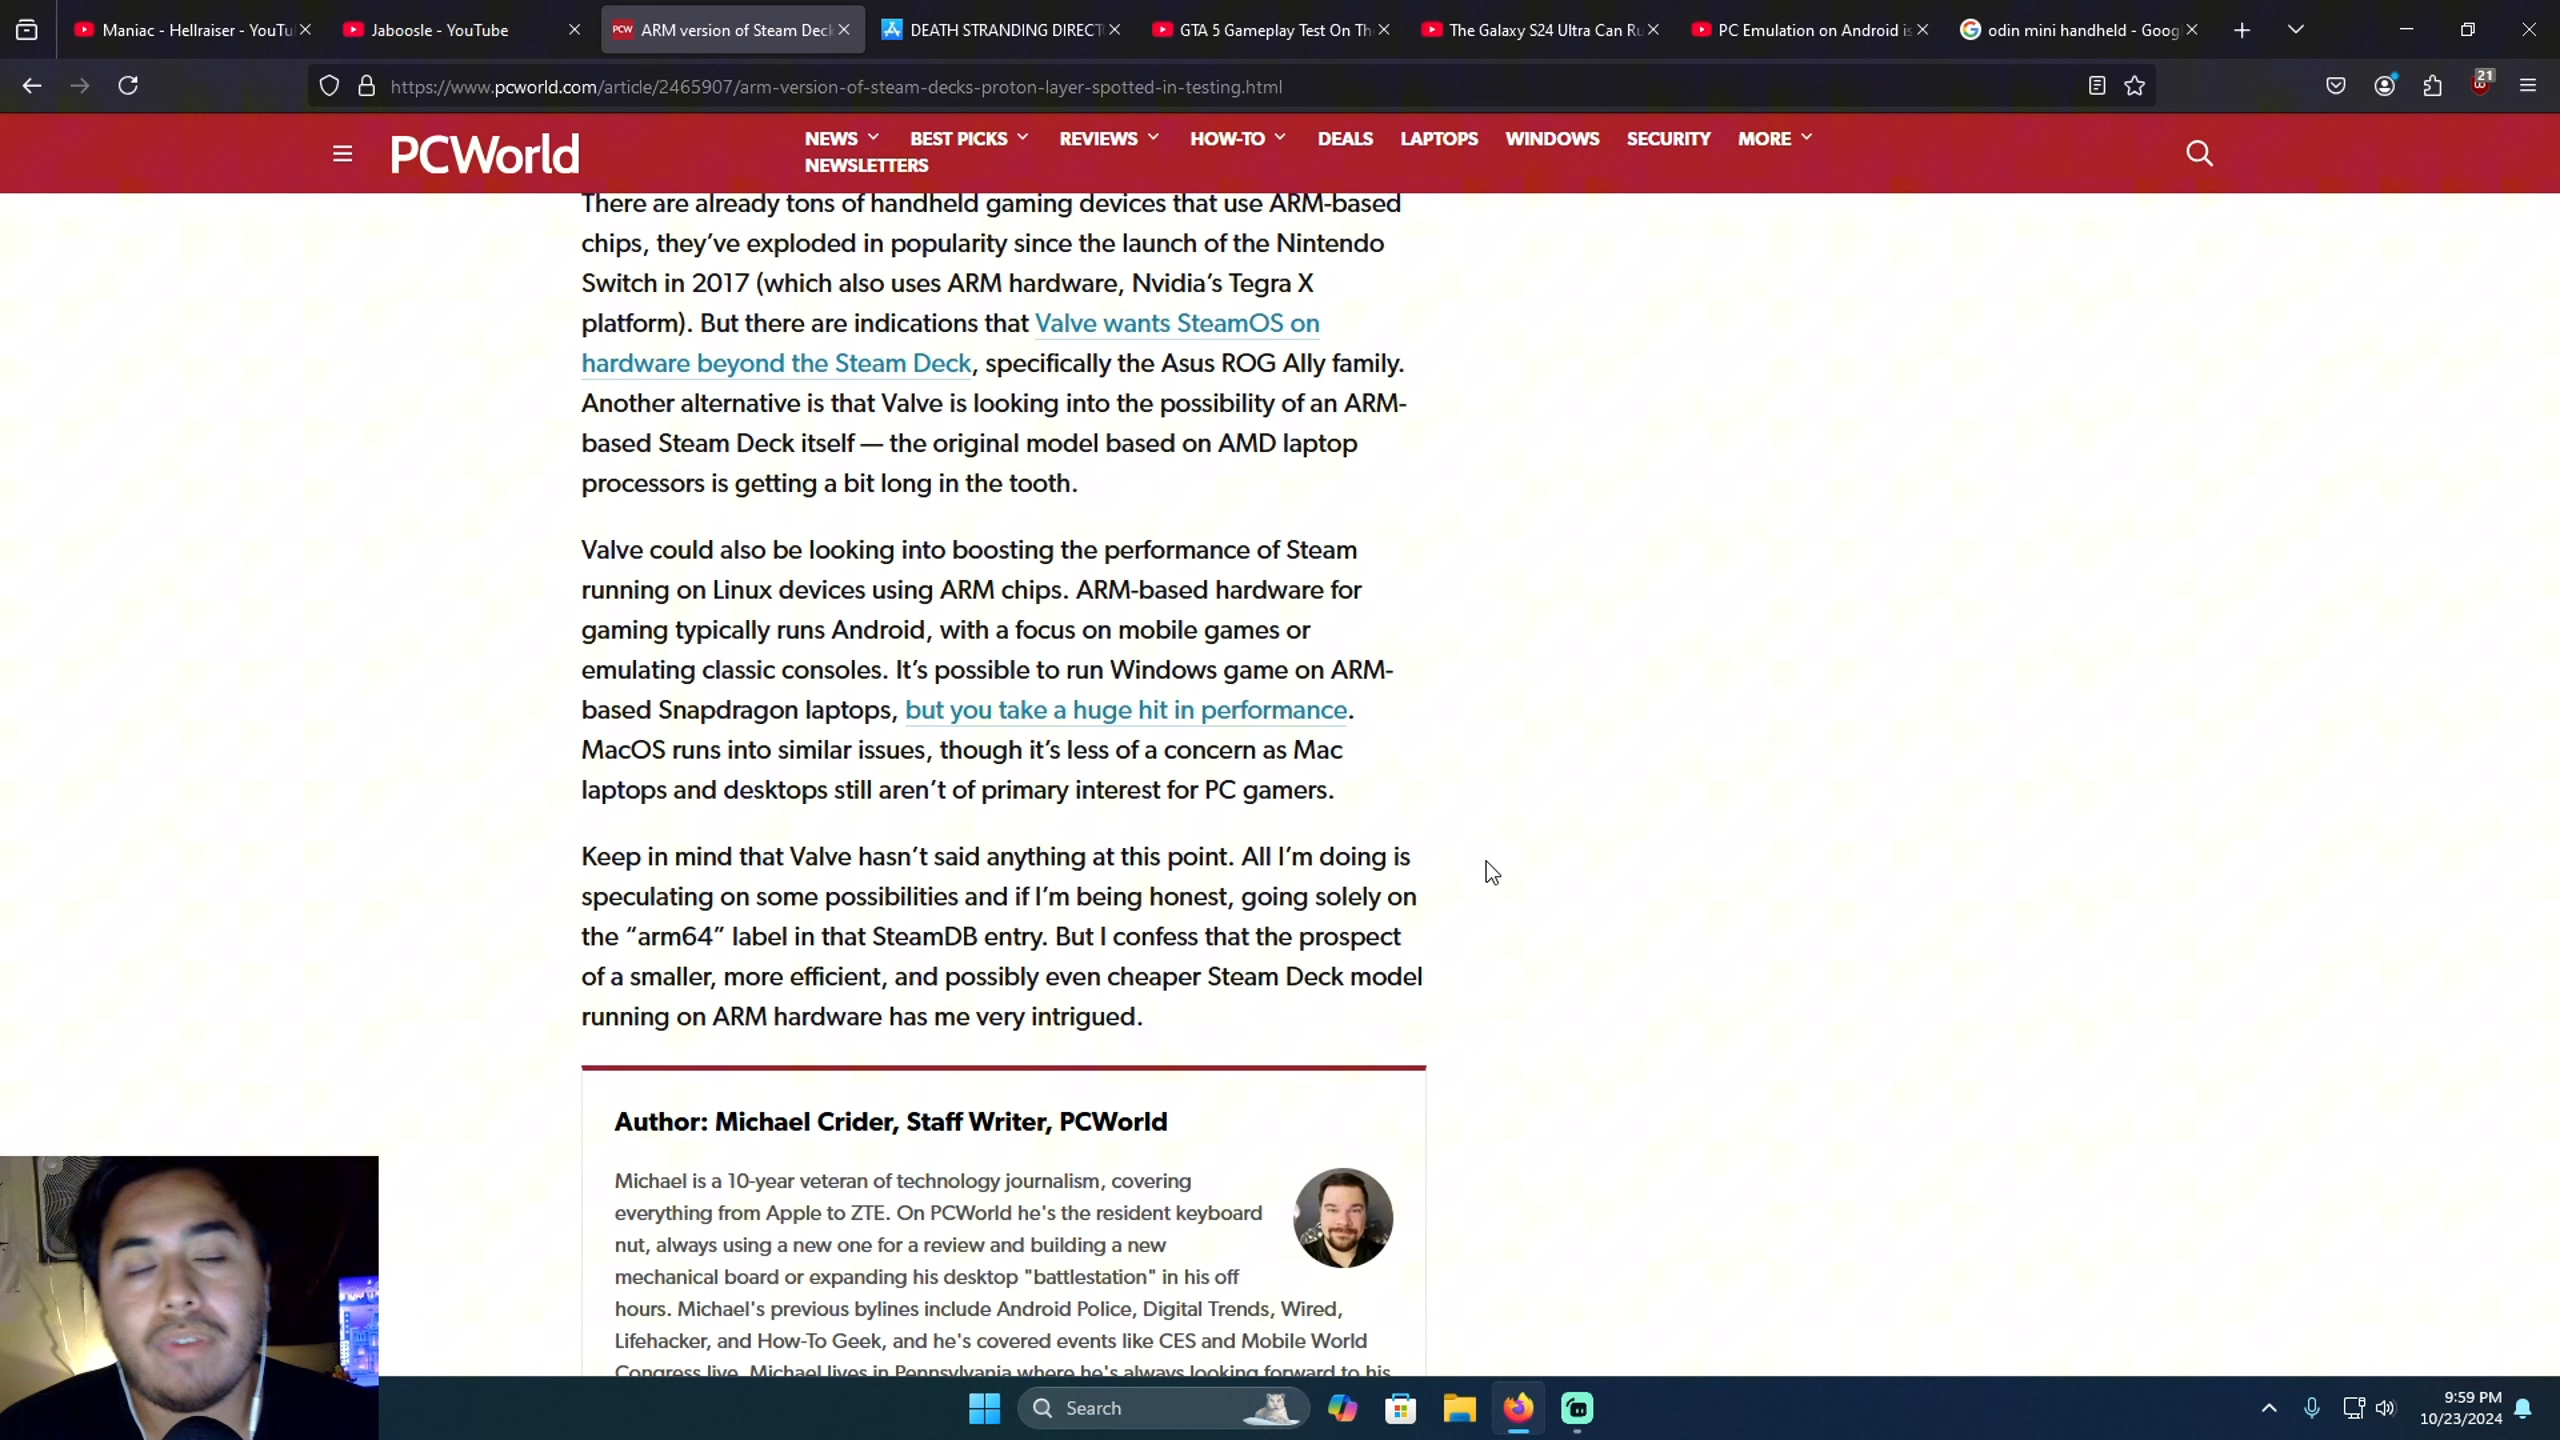 Maniac - Hellraiser - YouTu
Jaboosle - YouTube
PCW ARM version of Steam Deck
DEATH STRANDING DIRECT
GTA 5 Gameplay Test On Th
The Galaxy S24 Ultra Can Ru
PC Emulation on Android is
odin mini handheld - Goog
https://www.pcworld.com/article/2465907/arm-version-of-steam-decks-proton-layer-spotted-in-testing.html
21
PCWorld
NEWS BEST PICKS REVIEWS HOW-TO DEALS LAPTOPS WINDOWS SECURITY MORE
NEWSLETTERS
There are already tons of handheld gaming devices that use ARM-based
chips, they’ve exploded in popularity since the launch of the Nintendo
Switch in 2017 (which also uses ARM hardware, Nvidia’s Tegra X
platform). But there are indications that Valve wants SteamOS on
hardware beyond the Steam Deck, specifically the Asus ROG Ally family.
Another alternative is that Valve is looking into the possibility of an ARM-
based Steam Deck itself — the original model based on AMD laptop
processors is getting a bit long in the tooth.
Valve could also be looking into boosting the performance of Steam
running on Linux devices using ARM chips. ARM-based hardware for
gaming typically runs Android, with a focus on mobile games or
emulating classic consoles. It’s possible to run Windows game on ARM-
based Snapdragon laptops, but you take a huge hit in performance.
MacOS runs into similar issues, though it’s less of a concern as Mac
laptops and desktops still aren’t of primary interest for PC gamers.
Keep in mind that Valve hasn’t said anything at this point. All I’m doing is
speculating on some possibilities and if I’m being honest, going solely on
the “arm64” label in that SteamDB entry. But I confess that the prospect
of a smaller, more efficient, and possibly even cheaper Steam Deck model
running on ARM hardware has me very intrigued.
Author: Michael Crider, Staff Writer, PCWorld
Michael is a 10-year veteran of technology journalism, covering
everything from Apple to ZTE. On PCWorld he's the resident keyboard
nut, always using a new one for a review and building a new
mechanical board or expanding his desktop "battlestation" in his off
hours. Michael's previous bylines include Android Police, Digital Trends, Wired,
Lifehacker, and How-To Geek, and he's covered events like CES and Mobile World
Congress live. Michael lives in Pennsylvania where he's always looking forward to his
Search
9:59 PM
10/23/2024